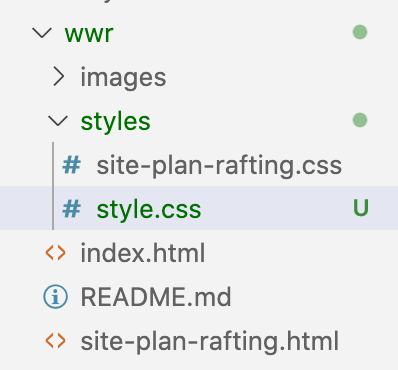 wwr
images
styles
# site-plan-rafting.css
# style.css U
<> index.html
README.md
<> site-plan-rafting.html